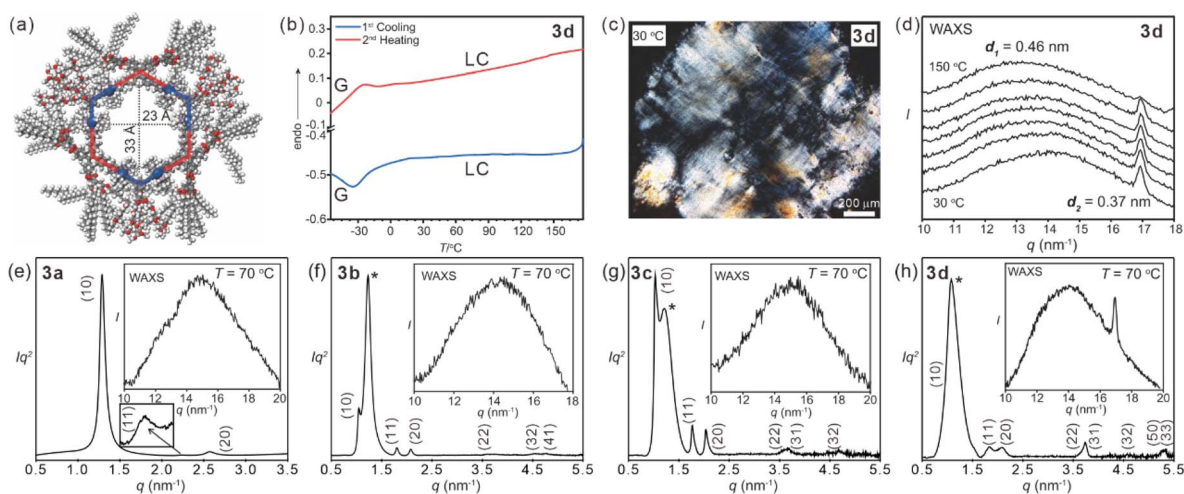 (a)
23 Å
33 Å
(b)
3d
1st Cooling
2nd Heating
G
LC
G
LC
endo
0.3
0.2
0.1
0
-0.1
-0.4
-0.5
-0.6
-30 0 30 60 90 120 150
T/°C
(c)
30 °C
3d
200 μm
(d)
3d
WAXS
d1 = 0.46 nm
150 °C
I
30 °C
d2 = 0.37 nm
10 11 12 13 14 15 16 17 18
q (nm-1)
(e)
3a
(10)
WAXS
T = 70 °C
I
10 12 14 16 18 20
q (nm-1)
Iq2
(11)
(20)
0.5 1.0 1.5 2.0 2.5 3.0 3.5
q (nm-1)
(f)
3b
*
WAXS
T = 70 °C
I
10 12 14 16 18
q (nm-1)
Iq2
(10)
(11)
(20)
(22)
(32)
(41)
0.5 1.5 2.5 3.5 4.5 5.5
q (nm-1)
(g)
3c
(10)
*
WAXS
T = 70 °C
I
10 12 14 16 18 20
q (nm-1)
Iq2
(11)
(20)
(22)
(31)
(32)
0.5 1.5 2.5 3.5 4.5 5.5
q (nm-1)
(h)
3d
*
WAXS
T = 70 °C
I
10 12 14 16 18 20
q (nm-1)
Iq2
(10)
(11)
(20)
(22)
(31)
(32)
(50)
(33)
0.5 1.5 2.5 3.5 4.5 5.5
q (nm-1)